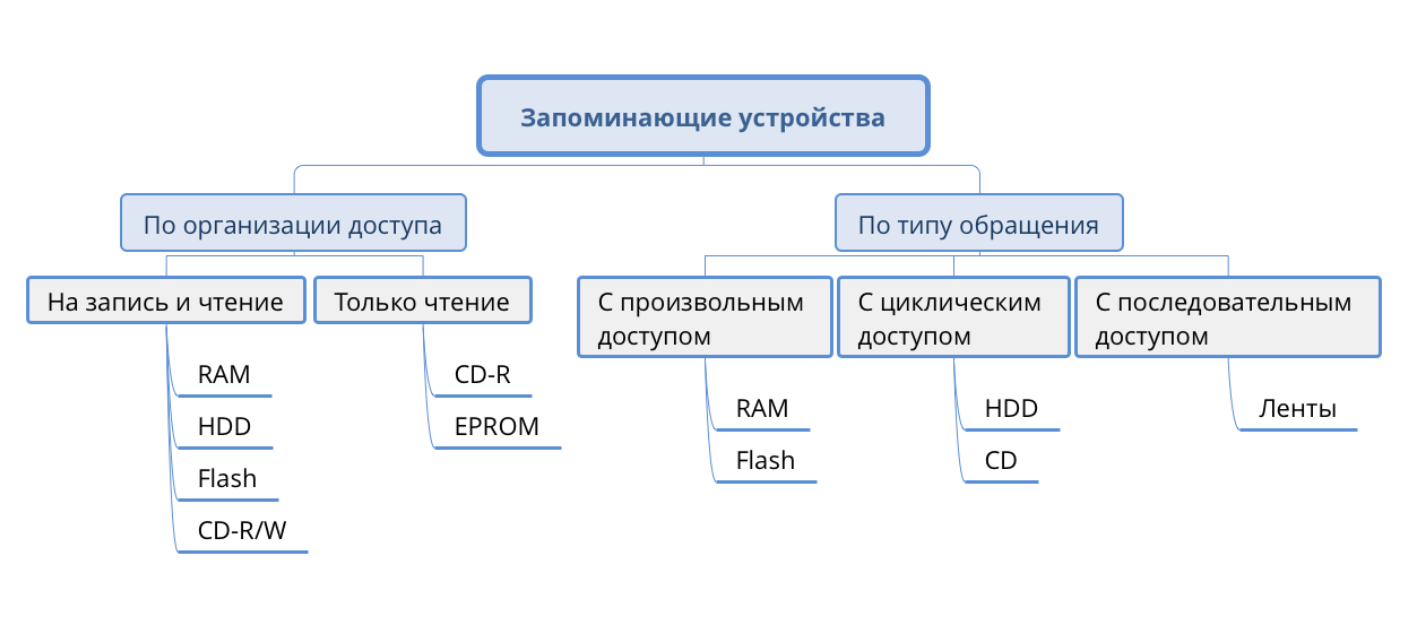 Запоминающие устройства
По организации доступа
На запись и чтение
RAM
HDD
Flash
CD-R/W
Только чтение
CD-R
EPROM
По типу обращения
С произвольным
доступом
RAM
Flash
С циклическим
доступом
HDD
CD
С последовательным
доступом
Ленты